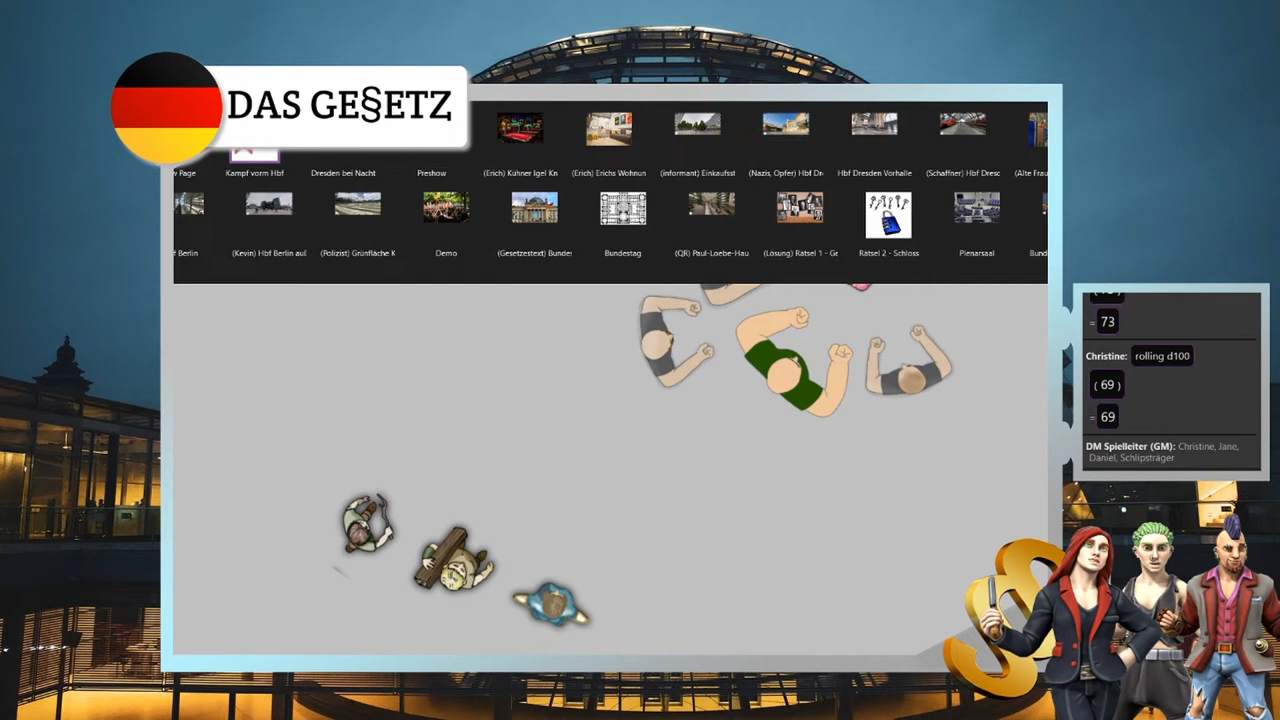 DAS GE§ETZ
w Page
Kampf vorm Hbf
Dresden bei Nacht
Preshow
(Erich) Kühner Igel Kn
(Erich) Erichs Wohnun
(informant) Einkaufsst
(Nazis, Opfer) Hbf Dr
Hbf Dresden Vorhalle
(Schaffner) Hbf Dresc
(Alte Frau
f Berlin
(Kevin) Hbf Berlin auß
(Polizist) Grünfläche K
Demo
(Gesetzestext) Bundes
Bundestag
(QR) Paul-Loebe-Hau
(Lösung) Rätsel 1 - Ge
Rätsel 2 - Schloss
Plenarsaal
Bund
= 73
Christine: rolling d100
( 69 )
= 69
DM Spielleiter (GM): Christine, Jane,
Daniel, Schlipsträger